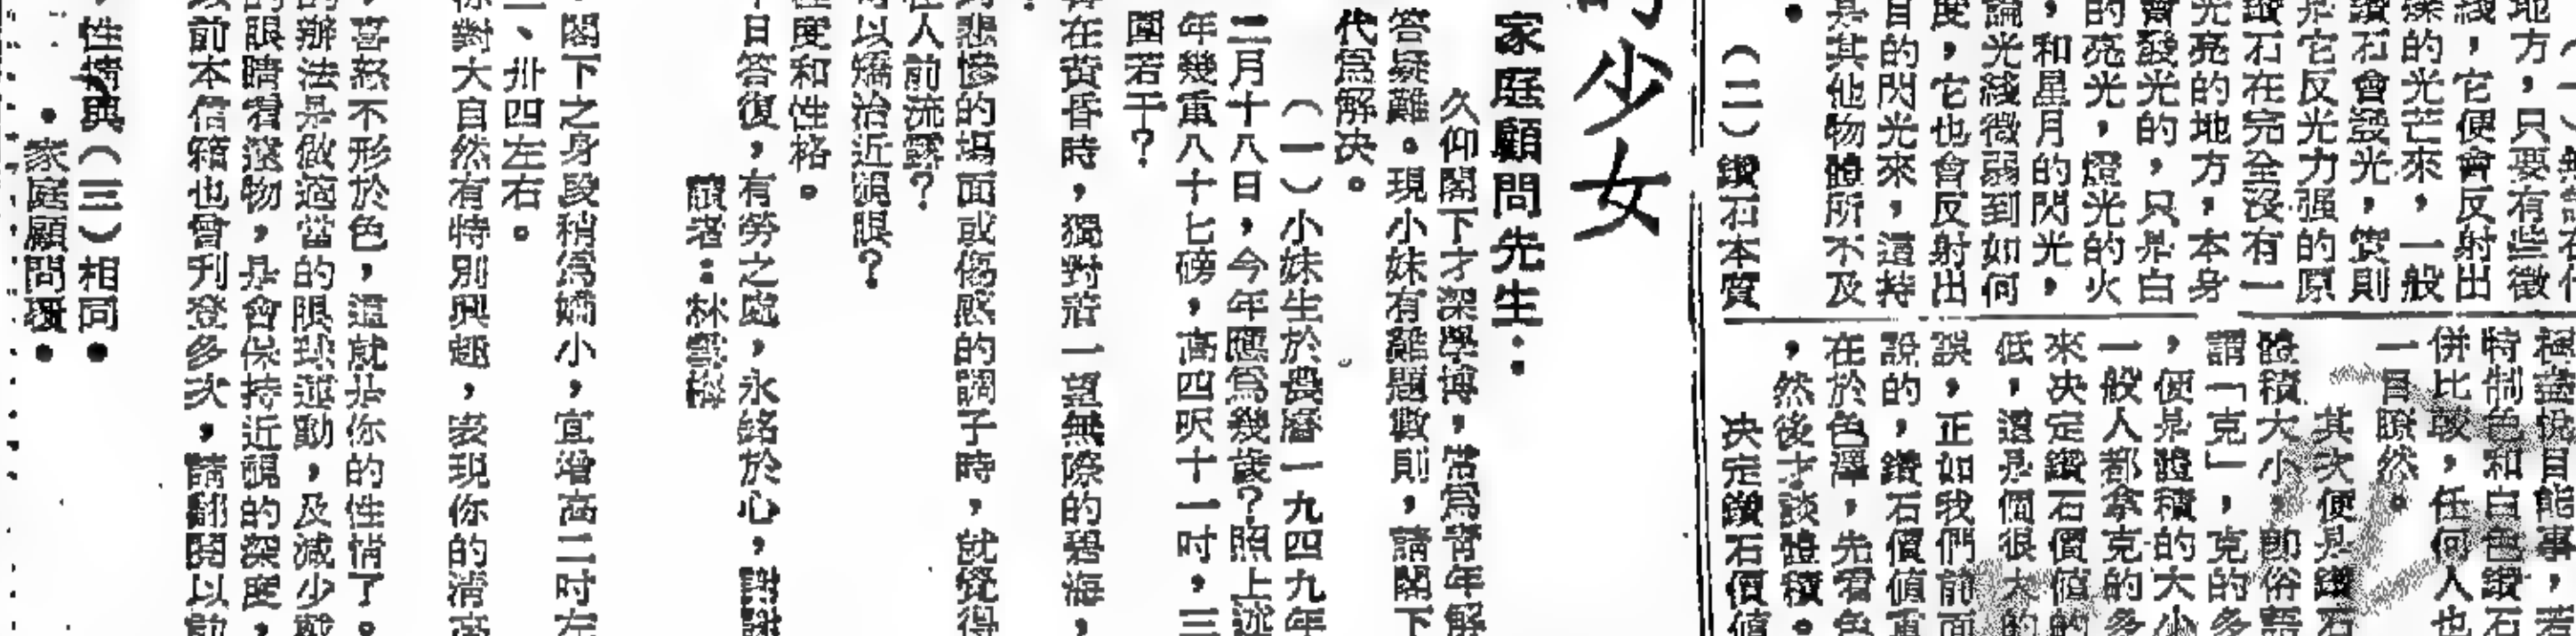 地方，只要有些微
綫，它便會反射出
的光芒來，一般
鑽石會發光，實則
是它反光力强的原
鑽石在完全沒有一
光亮的地方，本身
會發光的，只是白
的亮光，燈光的火
，和星月的閃光，
論光綫微弱到如何
度，它也會反射出
目的閃光來，這特
是其他物體所不及
。
（二）鑽石本質
極盡悅目能事，若
特制色和白色鑽石
併比較，任何人也
一目瞭然。
其次便是鑽石
體積大小，即俗語
謂「克」，克的多
，便是體積的大小
一般人都拿克的多
來決定鑽石價值的
低，這是個很大的
誤，正如我們前面
說的，鑽石價值重
在於色澤，先看色
，然後才談體積。
決定鑽石價值
少女
家庭顧問先生：
久仰閣下才深學博，常爲靑年解
答疑難。現小妹有難題數則，請閣下
代爲解決。
（一）小妹生於農曆一九四九年
二月十八日，今年應爲幾歲？照上述
年幾重八十七磅，高四呎十一吋，三
圍若干？
在黃昏時，獨對着一望無際的碧海，
悲慘的場面或傷感的調子時，就覺得
人前流露？
以矯治近視眼？
性度和性格。
日答復，有勞之處，永銘於心，謝謝
讀者：林雪
閣下之身段稍爲嬌小，宜增高二吋左
、卅四左右。
你對大自然有特別興趣，表現你的淸高
，喜怒不形於色，這就是你的性情了。
的辦法是做適當的眼球運動，及減少戴
的眼睛看遠物，是會保持近視的深度，
以前本信箱也會刊登多次，請翻閱以前
，性情與（三）相同●
●家庭顧問覆●